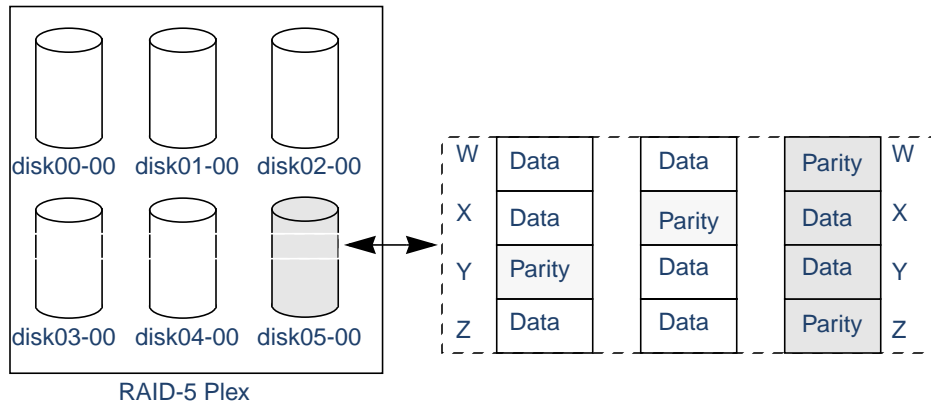 disk00-00 disk01-00 disk02-00
disk03-00 disk04-00 disk05-00
RAID-5 Plex
W Data Data Parity W
X Data Parity Data X
Y Parity Data Data Y
Z Data Data Parity Z